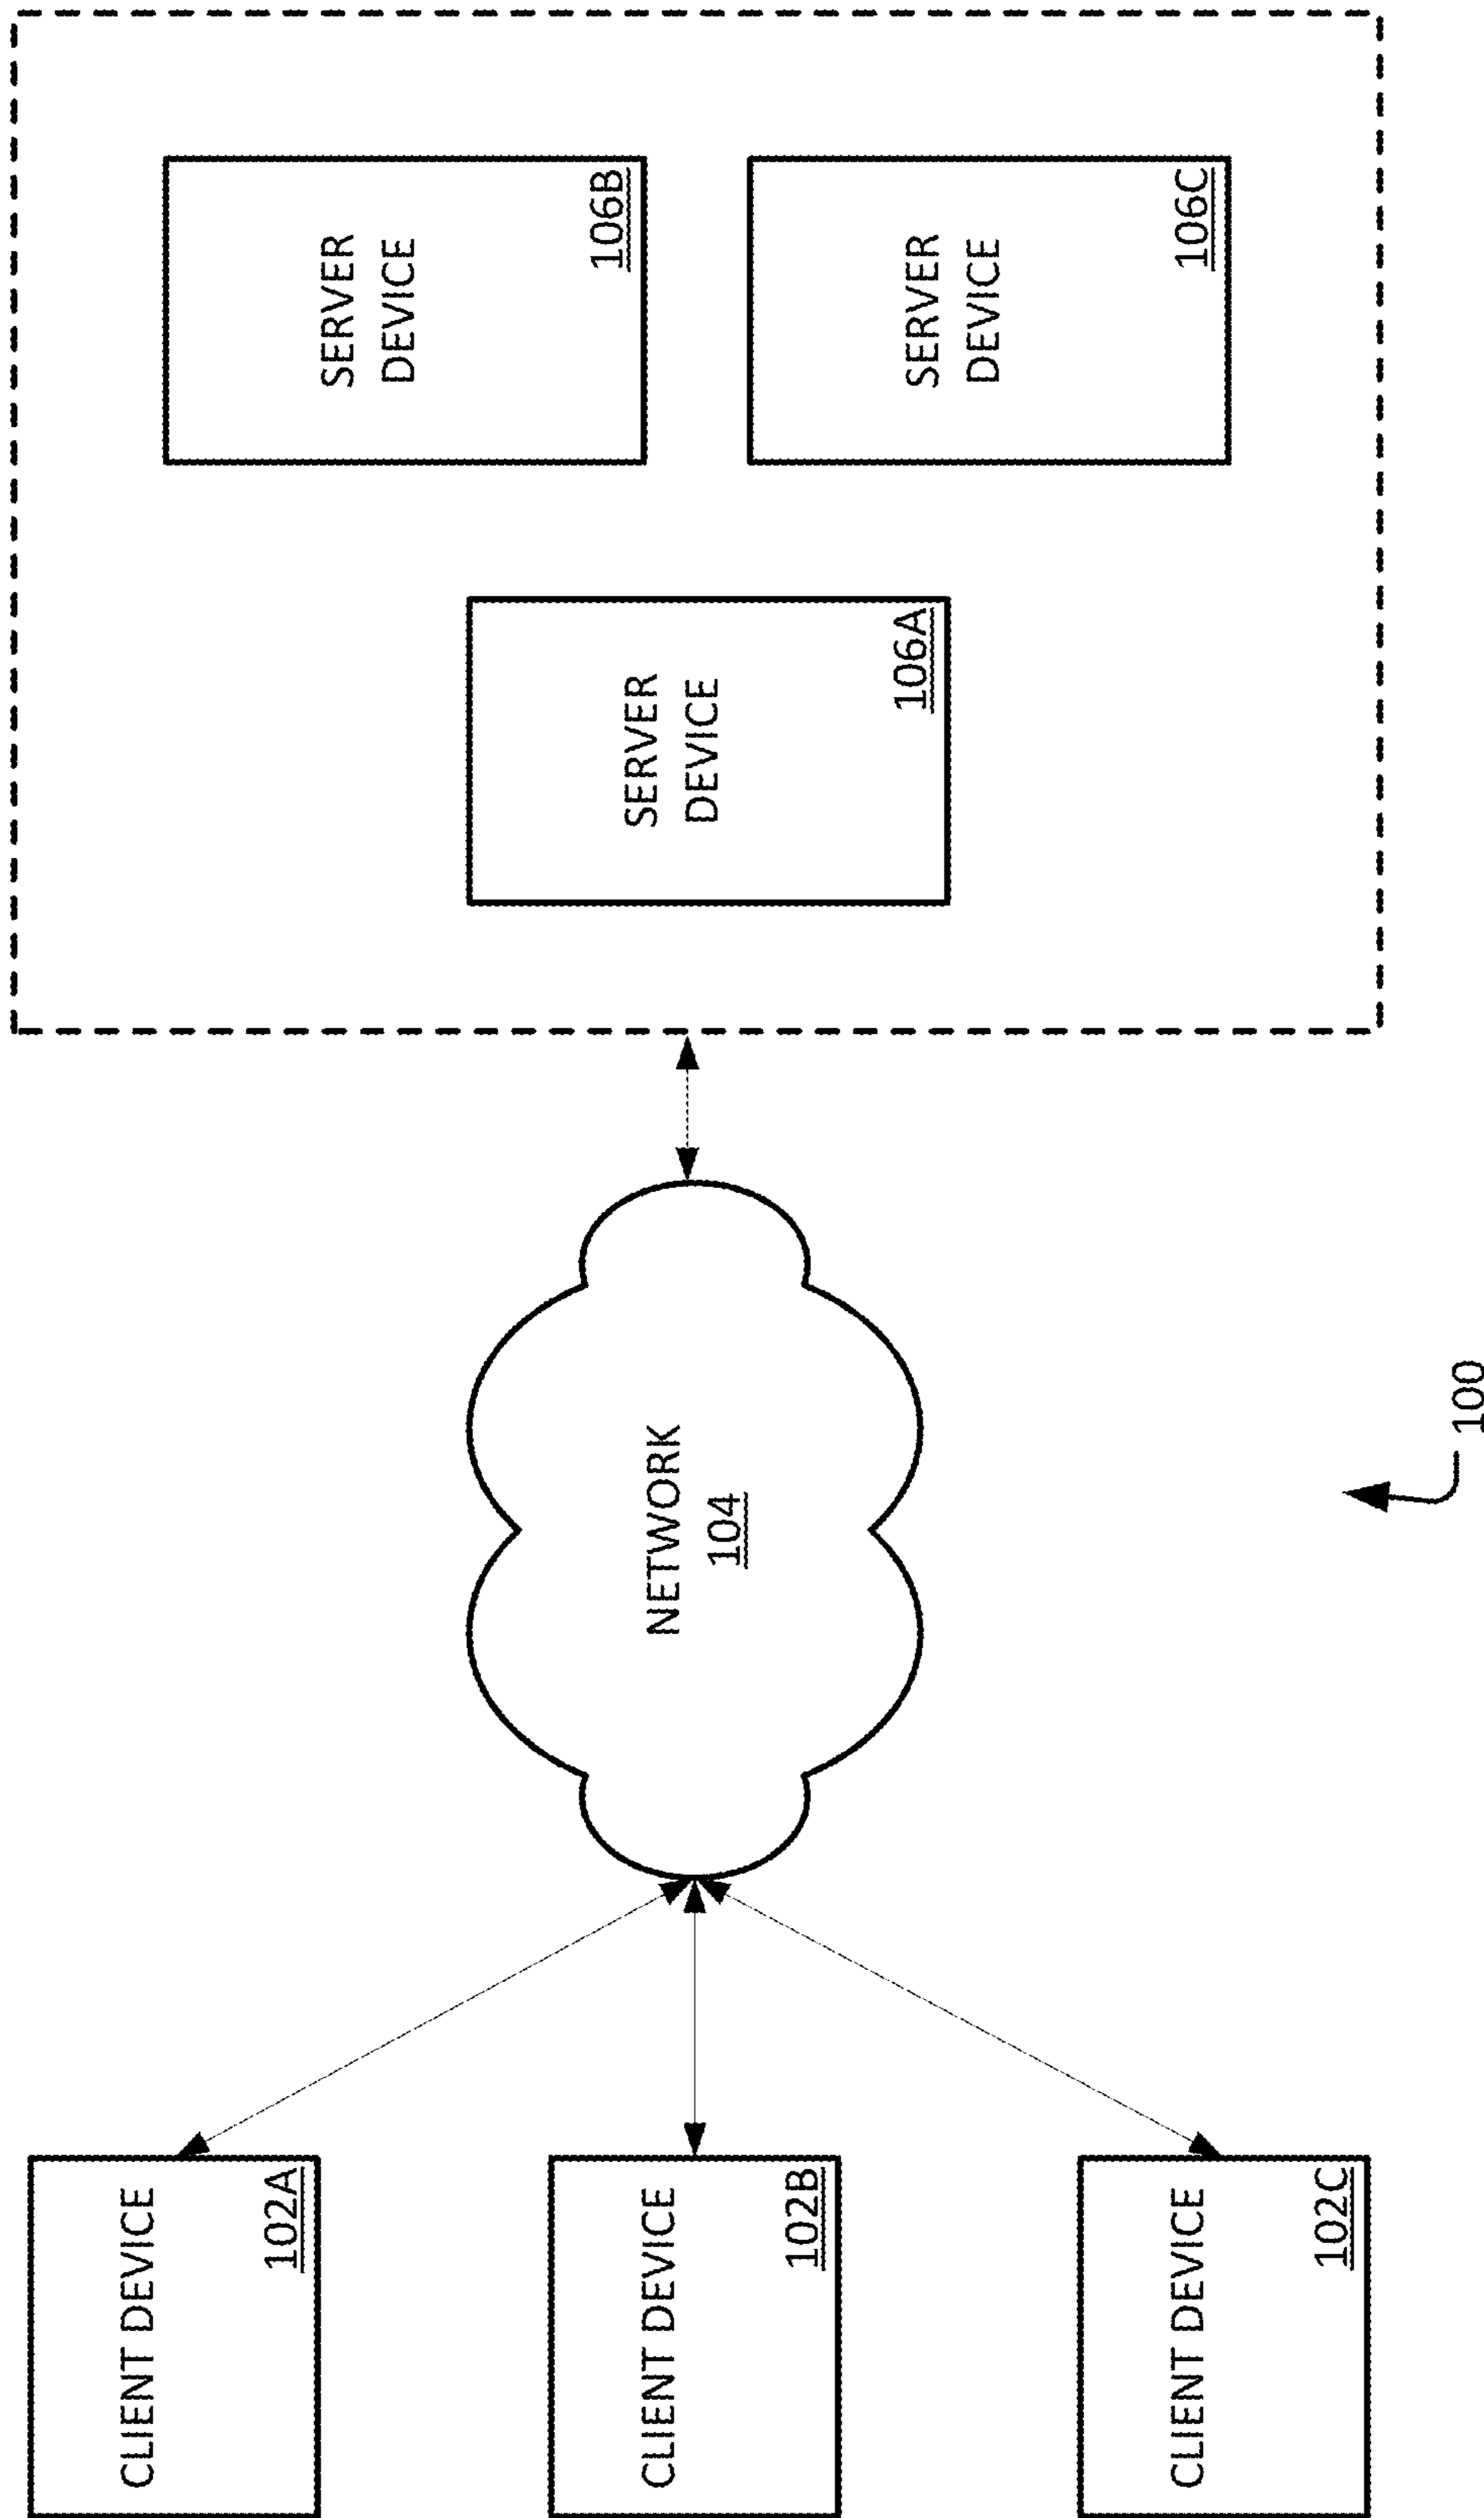 CLIENT DEVICE
102A
CLIENT DEVICE
102B
CLIENT DEVICE
102C
NETWORK
104
SERVER
DEVICE
106A
SERVER
DEVICE
106B
SERVER
DEVICE
106C
100